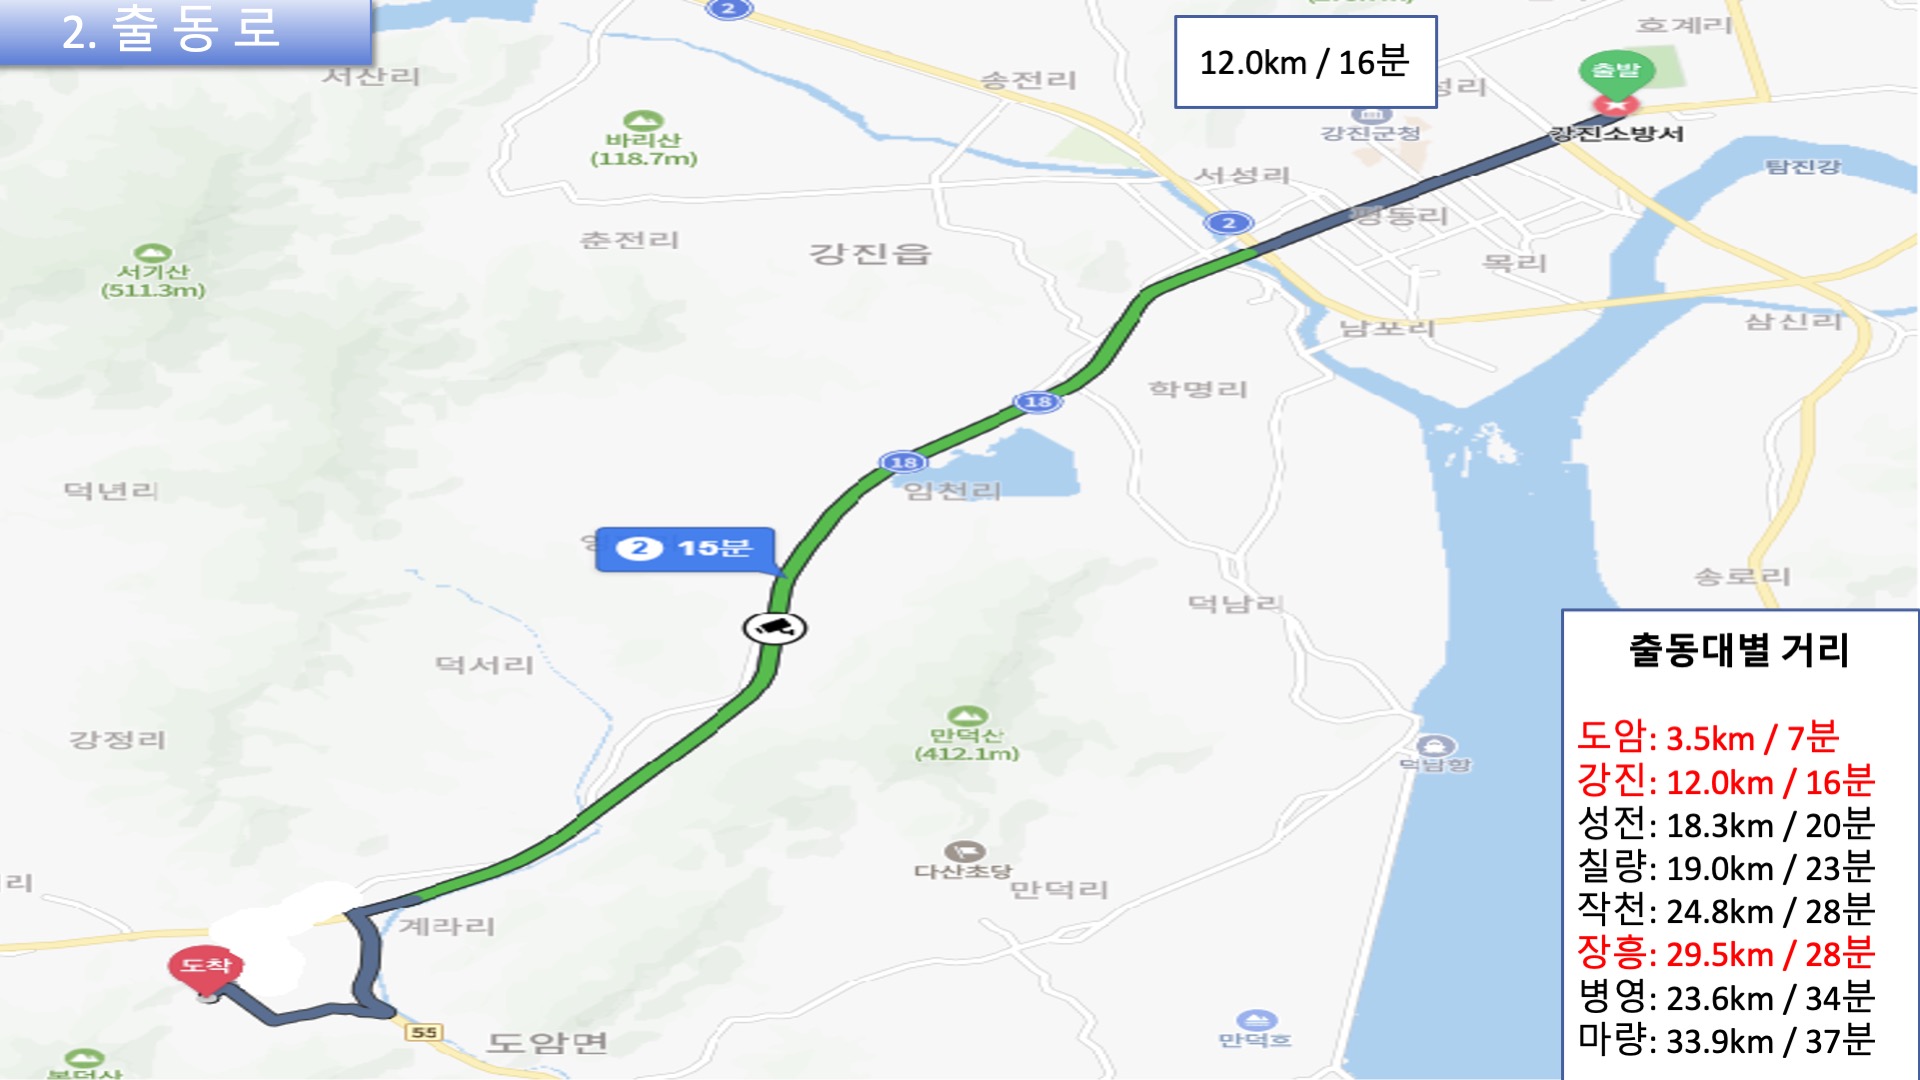 2. 출 동 로
12.0km / 16분
호계리
서산리
송전리
성리
출발
강진소방서
강진군청
바리산
(118.7m)
서성리
탐진강
2
2
평동리
춘전리
강진읍
서기산
(511.3m)
목리
남포리
삼신리
학명리
18
18
임천리
덕년리
2 15분
송로리
덕남리
덕서리
강정리
만덕산
(412.1m)
덕남항
다산초당
만덕리
리
계라리
도착
55
도암면
만덕호
출동대별 거리
도암: 3.5km / 7분
강진: 12.0km / 16분
성전: 18.3km / 20분
칠량: 19.0km / 23분
작천: 24.8km / 28분
장흥: 29.5km / 28분
병영: 23.6km / 34분
마량: 33.9km / 37분